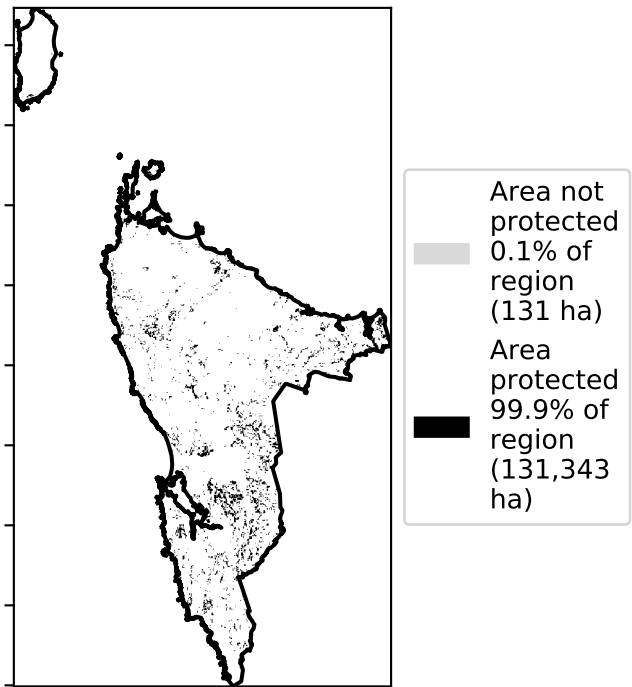 Area not
protected
0.1% of
region
(131 ha)
Area
protected
99.9% of
region
(131,343
ha)